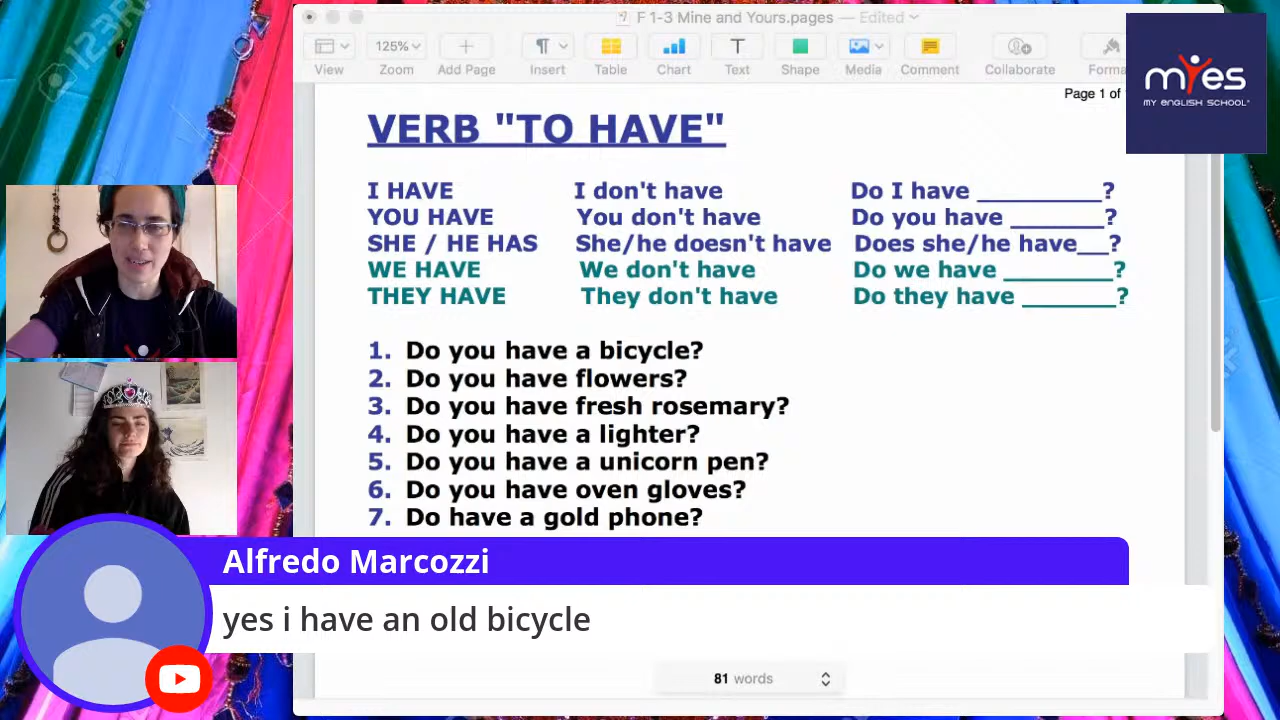 F 1-3 Mine and Yours.pages — Edited
125%
View Zoom Add Page Insert Table Chart Text Shape Media Comment Collaborate Forma
Page 1 of
myes
MY ENGLISH SCHOOL
VERB "TO HAVE"
I HAVE I don't have Do I have __________?
YOU HAVE You don't have Do you have _______?
SHE / HE HAS She/he doesn't have Does she/he have__?
WE HAVE We don't have Do we have ________?
THEY HAVE They don't have Do they have _______?
1. Do you have a bicycle?
2. Do you have flowers?
3. Do you have fresh rosemary?
4. Do you have a lighter?
5. Do you have a unicorn pen?
6. Do you have oven gloves?
7. Do have a gold phone?
Alfredo Marcozzi
yes i have an old bicycle
81 words